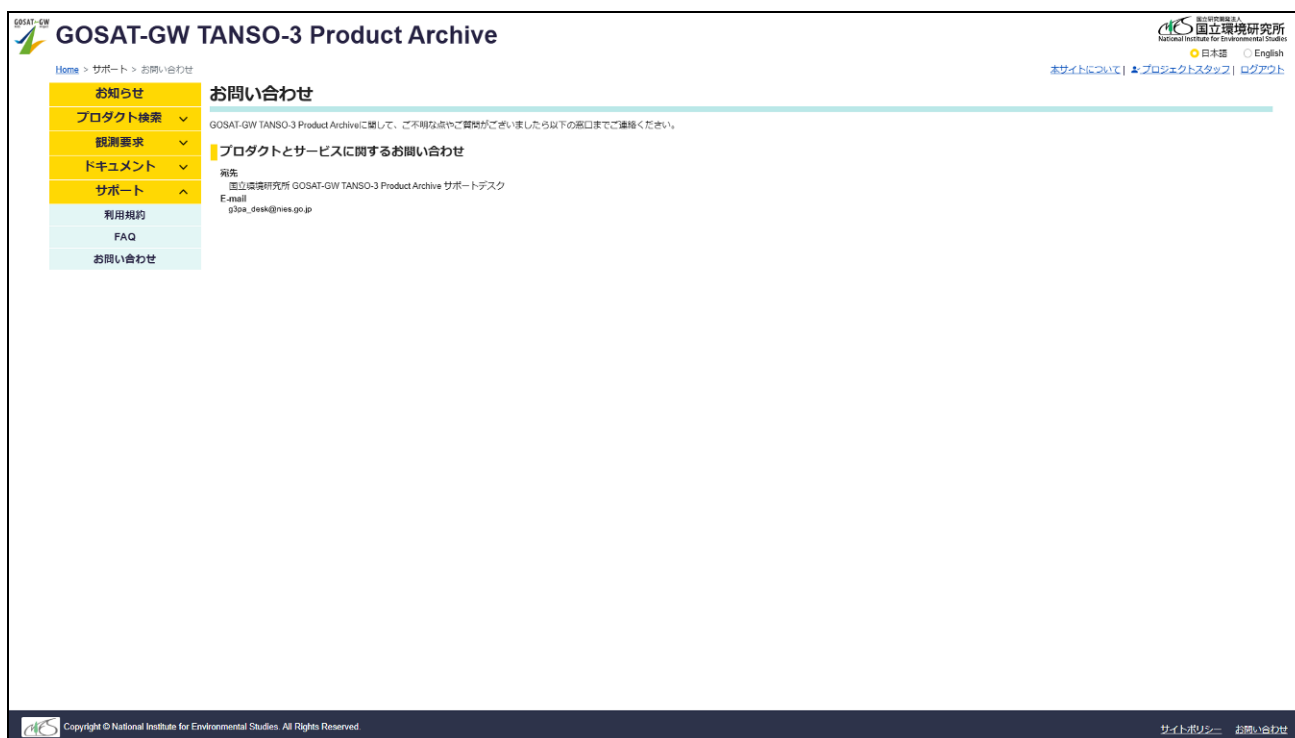 GOSAT-GW
GOSAT-GW TANSO-3 Product Archive
国立研究開発法人
国立環境研究所
National Institute for Environmental Studies
日本語 English
Home > サポート > お問い合わせ
本サイトについて| プロジェクトスタッフ| ログアウト
お知らせ
プロダクト検索
観測要求
ドキュメント
サポート
利用規約
FAQ
お問い合わせ
お問い合わせ
GOSAT-GW TANSO-3 Product Archiveに関して、ご不明な点やご質問がございましたら以下の窓口までご連絡ください。
プロダクトとサービスに関するお問い合わせ
宛先
国立環境研究所 GOSAT-GW TANSO-3 Product Archive サポートデスク
E-mail
g3pa_desk@nies.go.jp
NIES Copyright © National Institute for Environmental Studies. All Rights Reserved.
サイトポリシー お問い合わせ